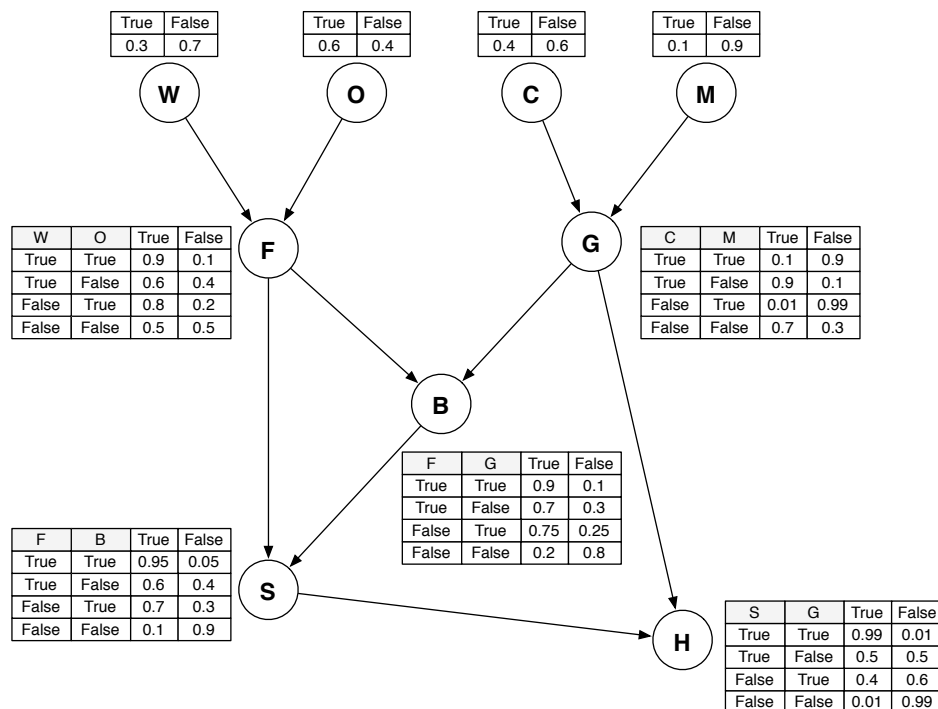 True False
0.3 0.7
True False
0.6 0.4
True False
0.4 0.6
True False
0.1 0.9
W
O
C
M
W O True False
True True 0.9 0.1
True False 0.6 0.4
False True 0.8 0.2
False False 0.5 0.5
F
G
C M True False
True True 0.1 0.9
True False 0.9 0.1
False True 0.01 0.99
False False 0.7 0.3
B
F G True False
True True 0.9 0.1
True False 0.7 0.3
False True 0.75 0.25
False False 0.2 0.8
F B True False
True True 0.95 0.05
True False 0.6 0.4
False True 0.7 0.3
False False 0.1 0.9
S
H
S G True False
True True 0.99 0.01
True False 0.5 0.5
False True 0.4 0.6
False False 0.01 0.99